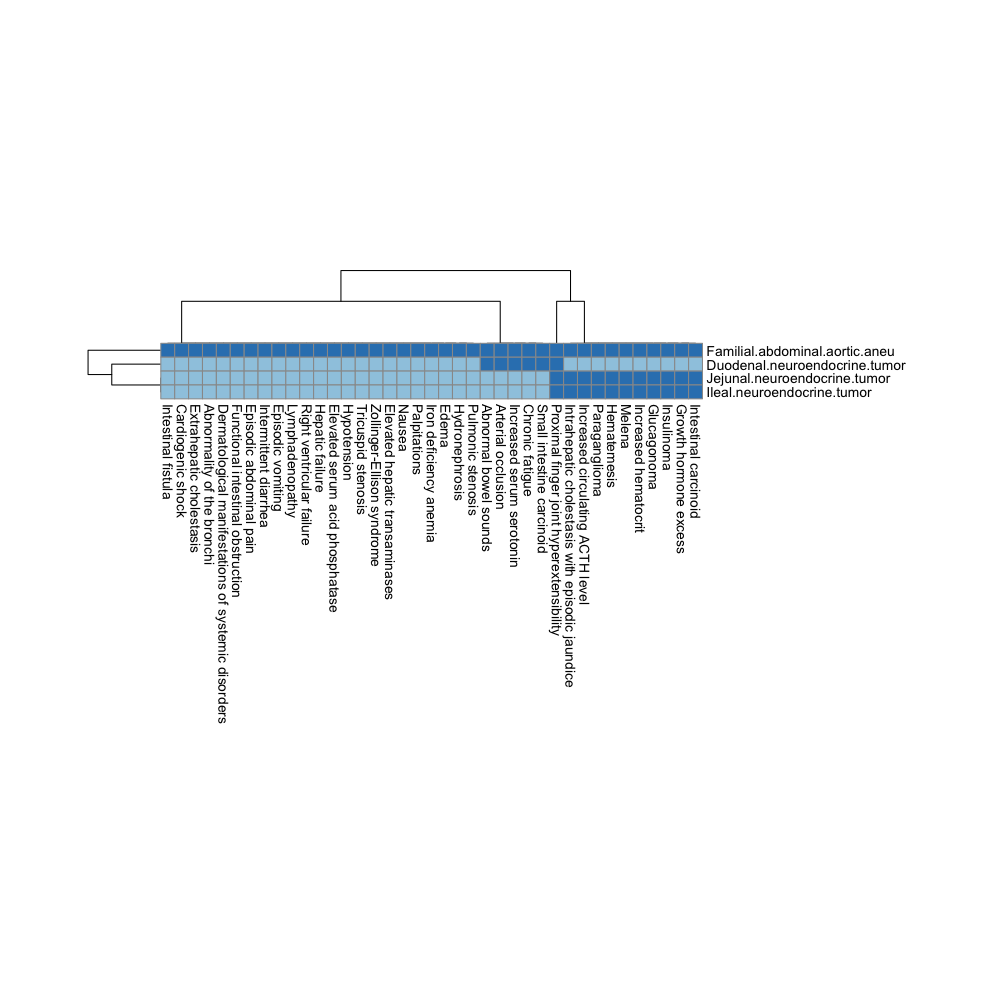 Familial.abdominal.aortic.aneu
Duodenal.neuroendocrine.tumor
Jejunal.neuroendocrine.tumor
Ileal.neuroendocrine.tumor
Intestinal fistula
Cardiogenic shock
Extrahepatic cholestasis
Abnormality of the bronchi
Dermatological manifestations of systemic disorders
Functional intestinal obstruction
Episodic abdominal pain
Intermittent diarrhea
Episodic vomiting
Lymphadenopathy
Right ventricular failure
Hepatic failure
Elevated serum acid phosphatase
Hypotension
Tricuspid stenosis
Zollinger-Ellison syndrome
Elevated hepatic transaminases
Nausea
Palpitations
Iron deficiency anemia
Edema
Hydronephrosis
Pulmonic stenosis
Abnormal bowel sounds
Arterial occlusion
Increased serum serotonin
Chronic fatigue
Small intestine carcinoid
Proximal finger joint hyperextensibility
Intrahepatic cholestasis with episodic jaundice
Increased circulating ACTH level
Paraganglioma
Hematemesis
Melena
Increased hematocrit
Glucagonoma
Insulinoma
Growth hormone excess
Intestinal carcinoid